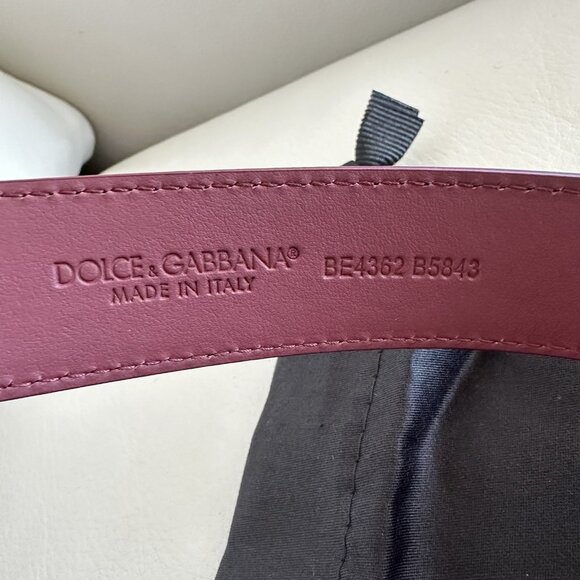 DOLCE & GABBANA® BE4362 B5843
MADE IN ITALY